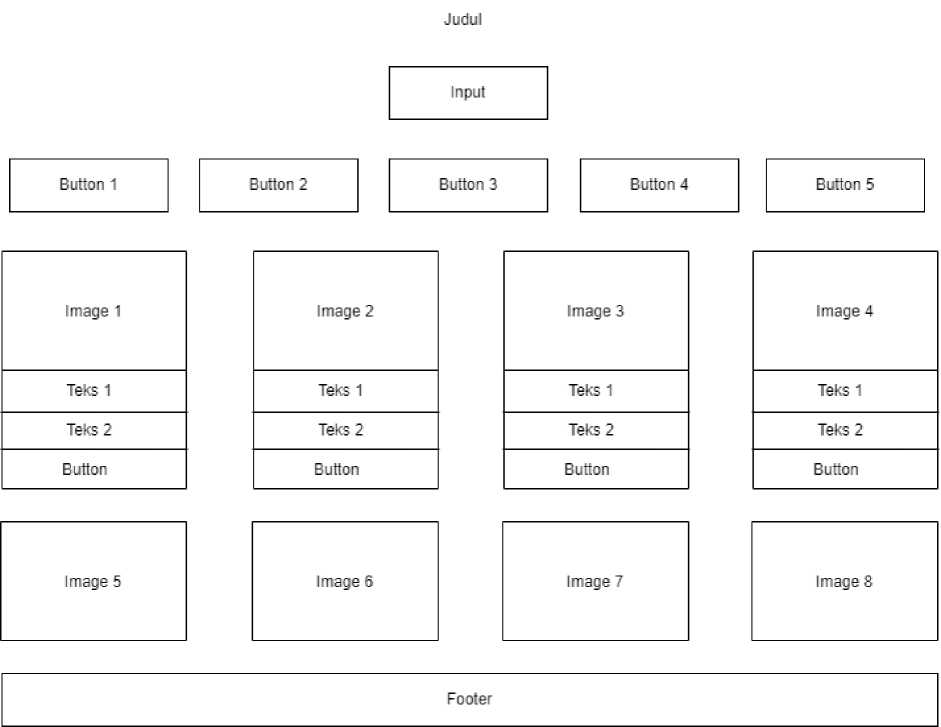 Judul
Input
Button 1
Button 2
Button 3
Button 4
Button 5
Image 1
Image 2
Image 3
Image 4
Teks 1
Teks 1
Teks 1
Teks 1
Teks 2
Teks 2
Teks 2
Teks 2
Button
Button
Button
Button
Image 5
Image 6
Image 7
Image 8
Footer